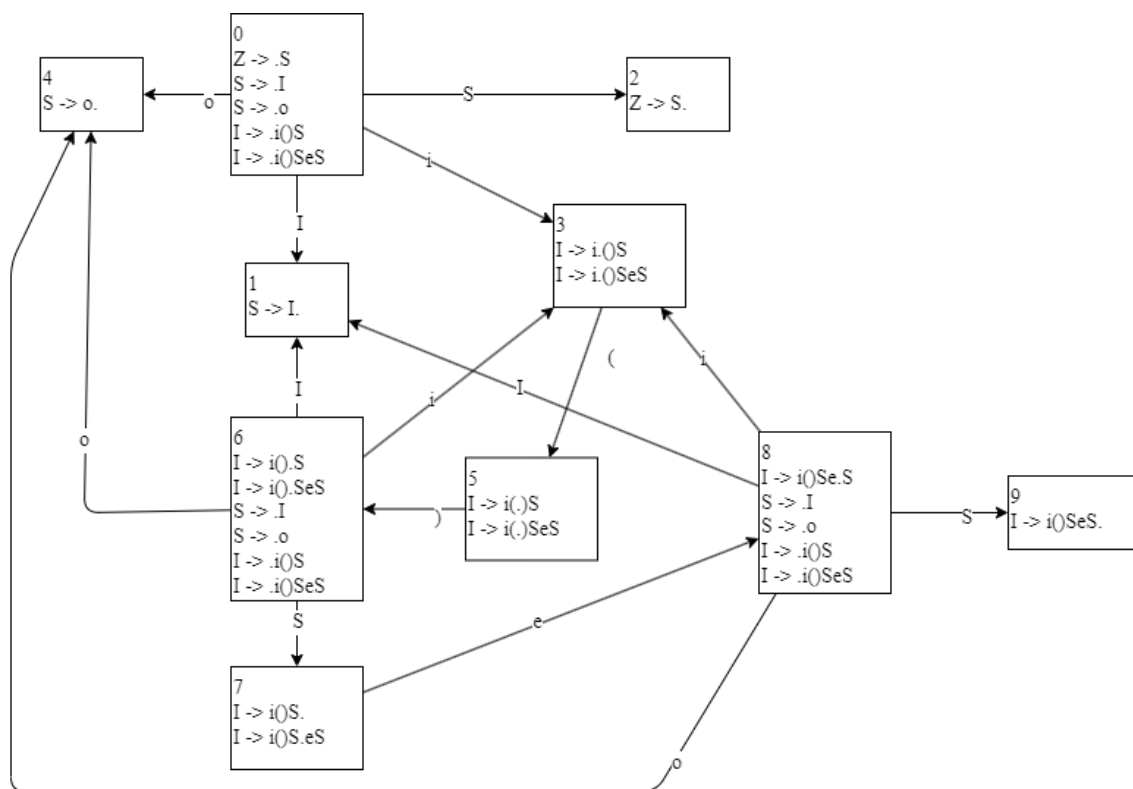 0
Z -> .S
S -> .I
S -> .o
I -> .i()S
I -> .i()SeS
4
S -> o.
o
S
2
Z -> S.
i
I
3
I -> i.()S
I -> i.()SeS
1
S -> I.
(
i
I
I
i
o
6
I -> i().S
I -> i().SeS
S -> .I
S -> .o
I -> .i()S
I -> .i()SeS
)
5
I -> i(.)S
I -> i(.)SeS
8
I -> i()Se.S
S -> .I
S -> .o
I -> .i()S
I -> .i()SeS
S
9
I -> i()SeS.
S
e
7
I -> i()S.
I -> i()S.eS
o